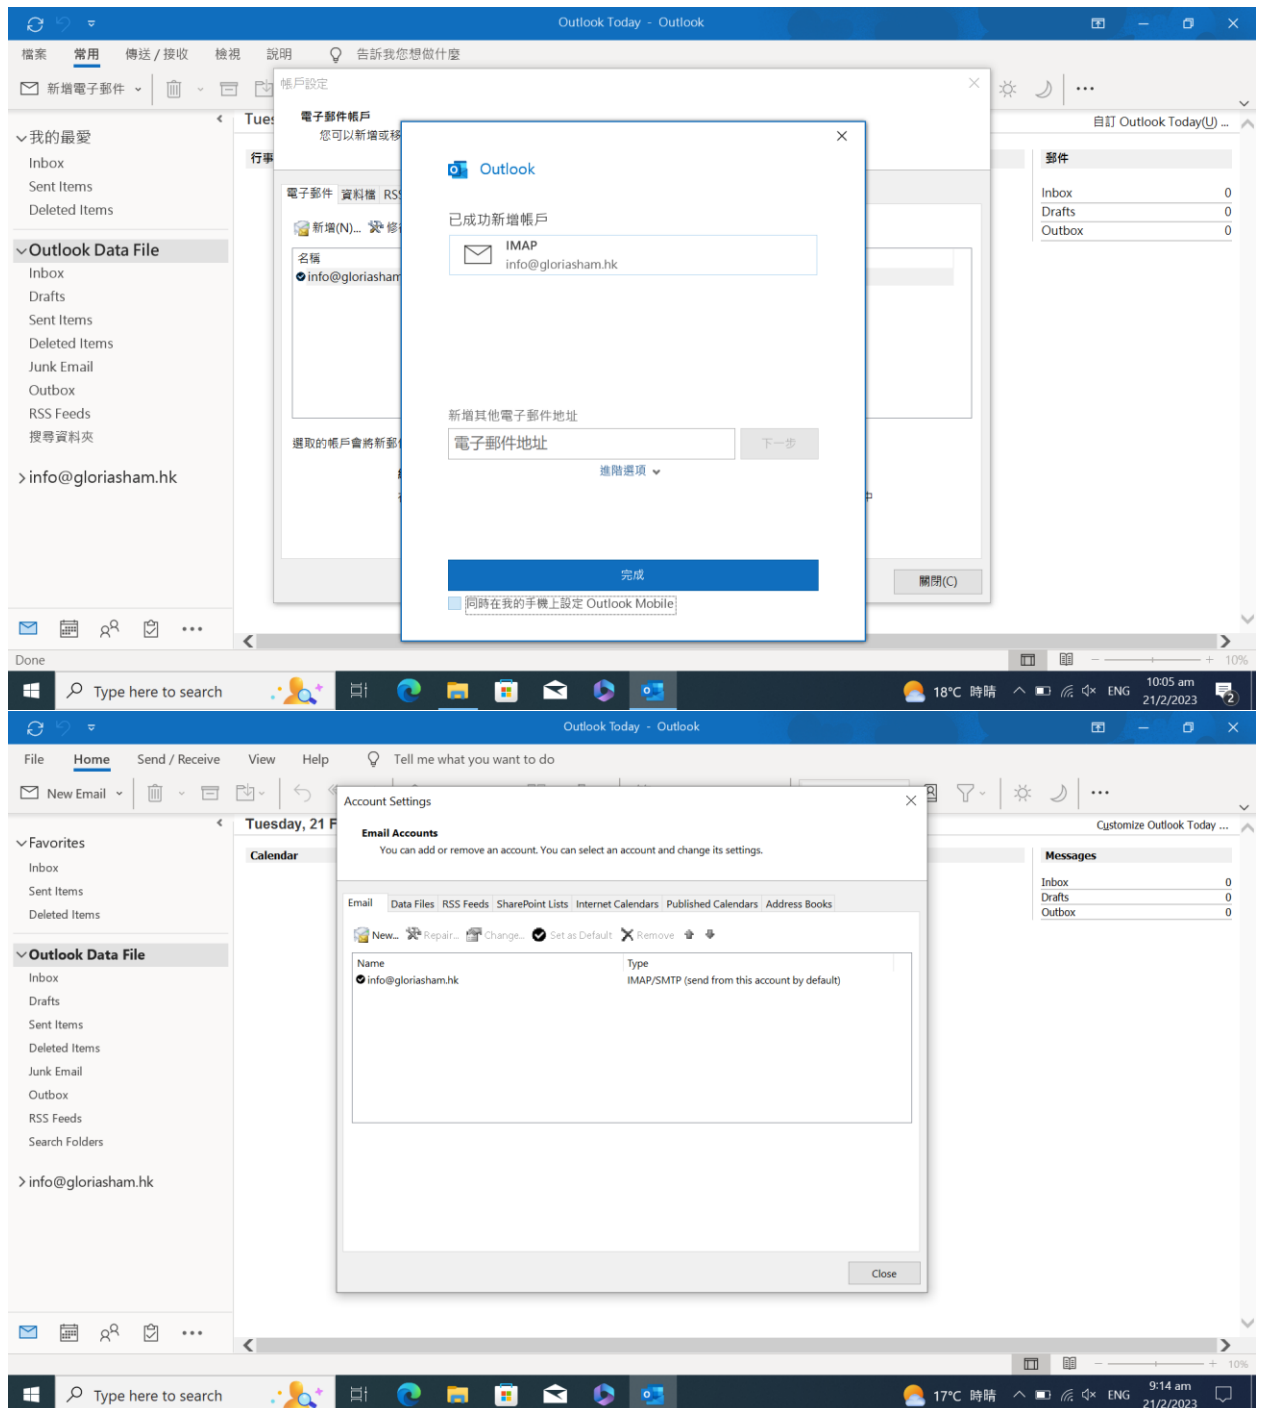 Outlook Today - Outlook
檔案 常用 傳送 / 接收 檢視 說明 告訴我您想做什麼
新增電子郵件
帳戶設定
電子郵件帳戶
您可以新增或移
電子郵件 資料檔 RSS
新增(N)...
名稱
info@gloriasham
選取的帳戶會將新郵件
關閉(C)
Outlook
已成功新增帳戶
IMAP
info@gloriasham.hk
新增其他電子郵件地址
電子郵件地址
下一步
進階選項
完成
同時在我的手機上設定 Outlook Mobile
我的最愛
Inbox
Sent Items
Deleted Items
Outlook Data File
Inbox
Drafts
Sent Items
Deleted Items
Junk Email
Outbox
RSS Feeds
搜尋資料夾
info@gloriasham.hk
Tues
行事
自訂 Outlook Today(U) ...
郵件
Inbox 0
Drafts 0
Outbox 0
Done
10%
Type here to search
18°C 時晴
ENG
10:05 am
21/2/2023
2
Outlook Today - Outlook
File Home Send / Receive View Help Tell me what you want to do
New Email
Account Settings
Email Accounts
You can add or remove an account. You can select an account and change its settings.
Email Data Files RSS Feeds SharePoint Lists Internet Calendars Published Calendars Address Books
New... Repair... Change... Set as Default Remove
Name Type
info@gloriasham.hk IMAP/SMTP (send from this account by default)
Close
Favorites
Inbox
Sent Items
Deleted Items
Outlook Data File
Inbox
Drafts
Sent Items
Deleted Items
Junk Email
Outbox
RSS Feeds
Search Folders
info@gloriasham.hk
Tuesday, 21 F
Calendar
Customize Outlook Today ...
Messages
Inbox 0
Drafts 0
Outbox 0
10%
Type here to search
17°C 時晴
ENG
9:14 am
21/2/2023